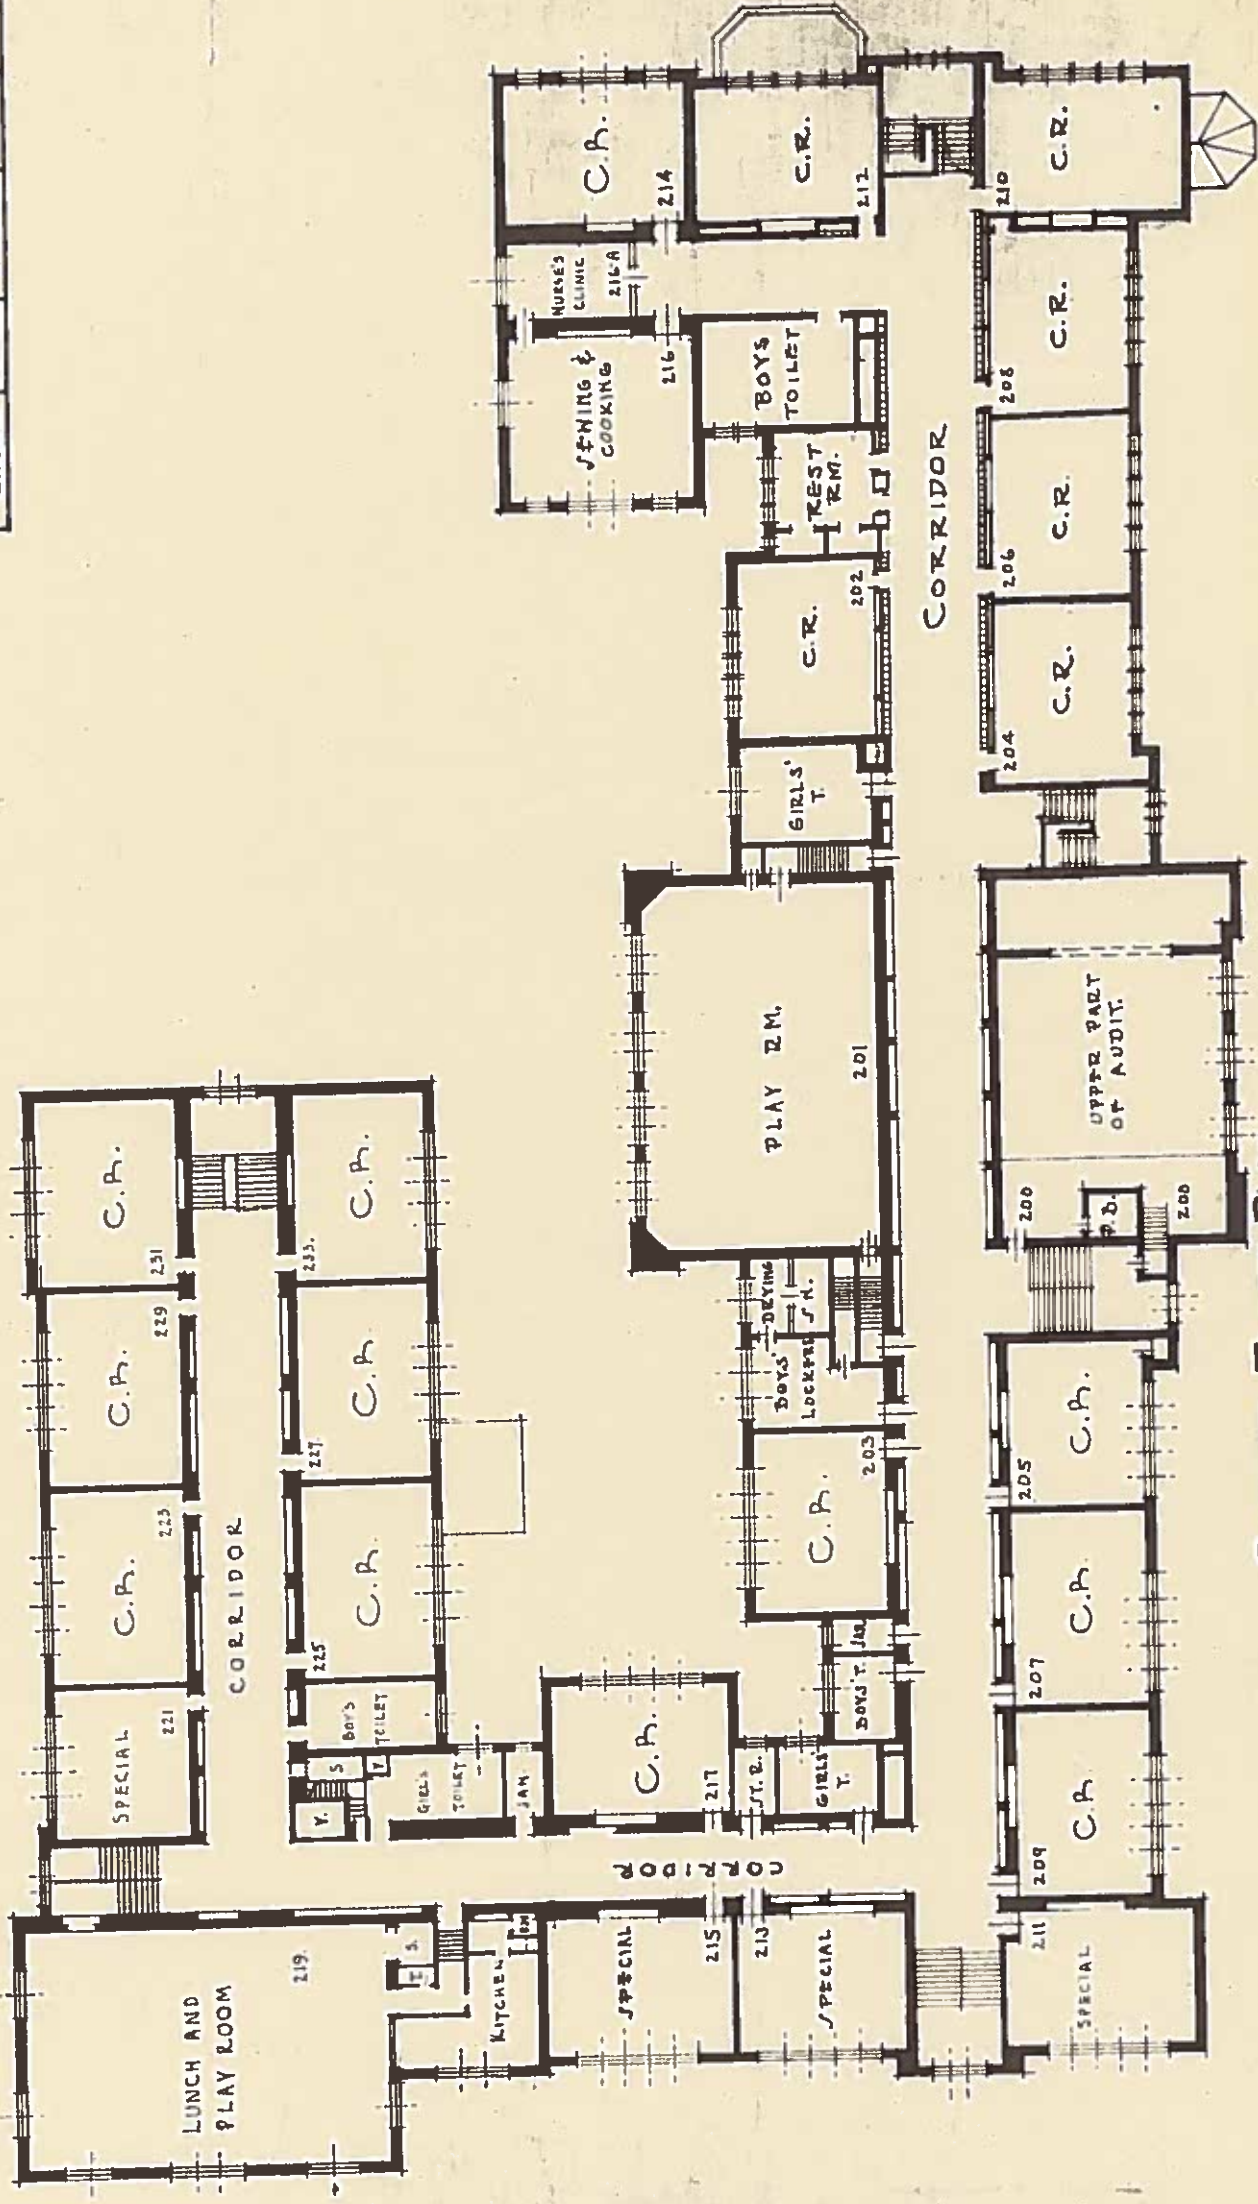 LUNCH AND
PLAY ROOM
219.
T.
S.
KITCHEN
SPECIAL
215
213
SPECIAL
211
SPECIAL
SPECIAL
221
C.R.
223
C.R.
229
C.R.
231
CORRIDOR
V.
S
BOY'S
TOILET
225
C.R.
227.
C.R.
233.
C.R.
GIRL'S
TOILET
JAN.
C.R.
217
ST. R.
GIRLS'
T.
BOYS' T.
JAN.
C.R.
203
BOYS'
LOCKERS
DRYING
SH.
PLAY RM.
201
GIRLS'
T.
C.R.
202
REST
RM.
BOYS
TOILET
SEWING &
COOKING
216
NURSE'S
CLINIC
216-A
C.R.
214
C.R.
212
CORRIDOR
CORRIDOR
209
C.R.
207
C.R.
205
C.R.
200
P.B.
200
UPPER PART
OF AUDIT.
204
C.R.
206
C.R.
208
C.R.
210
C.R.